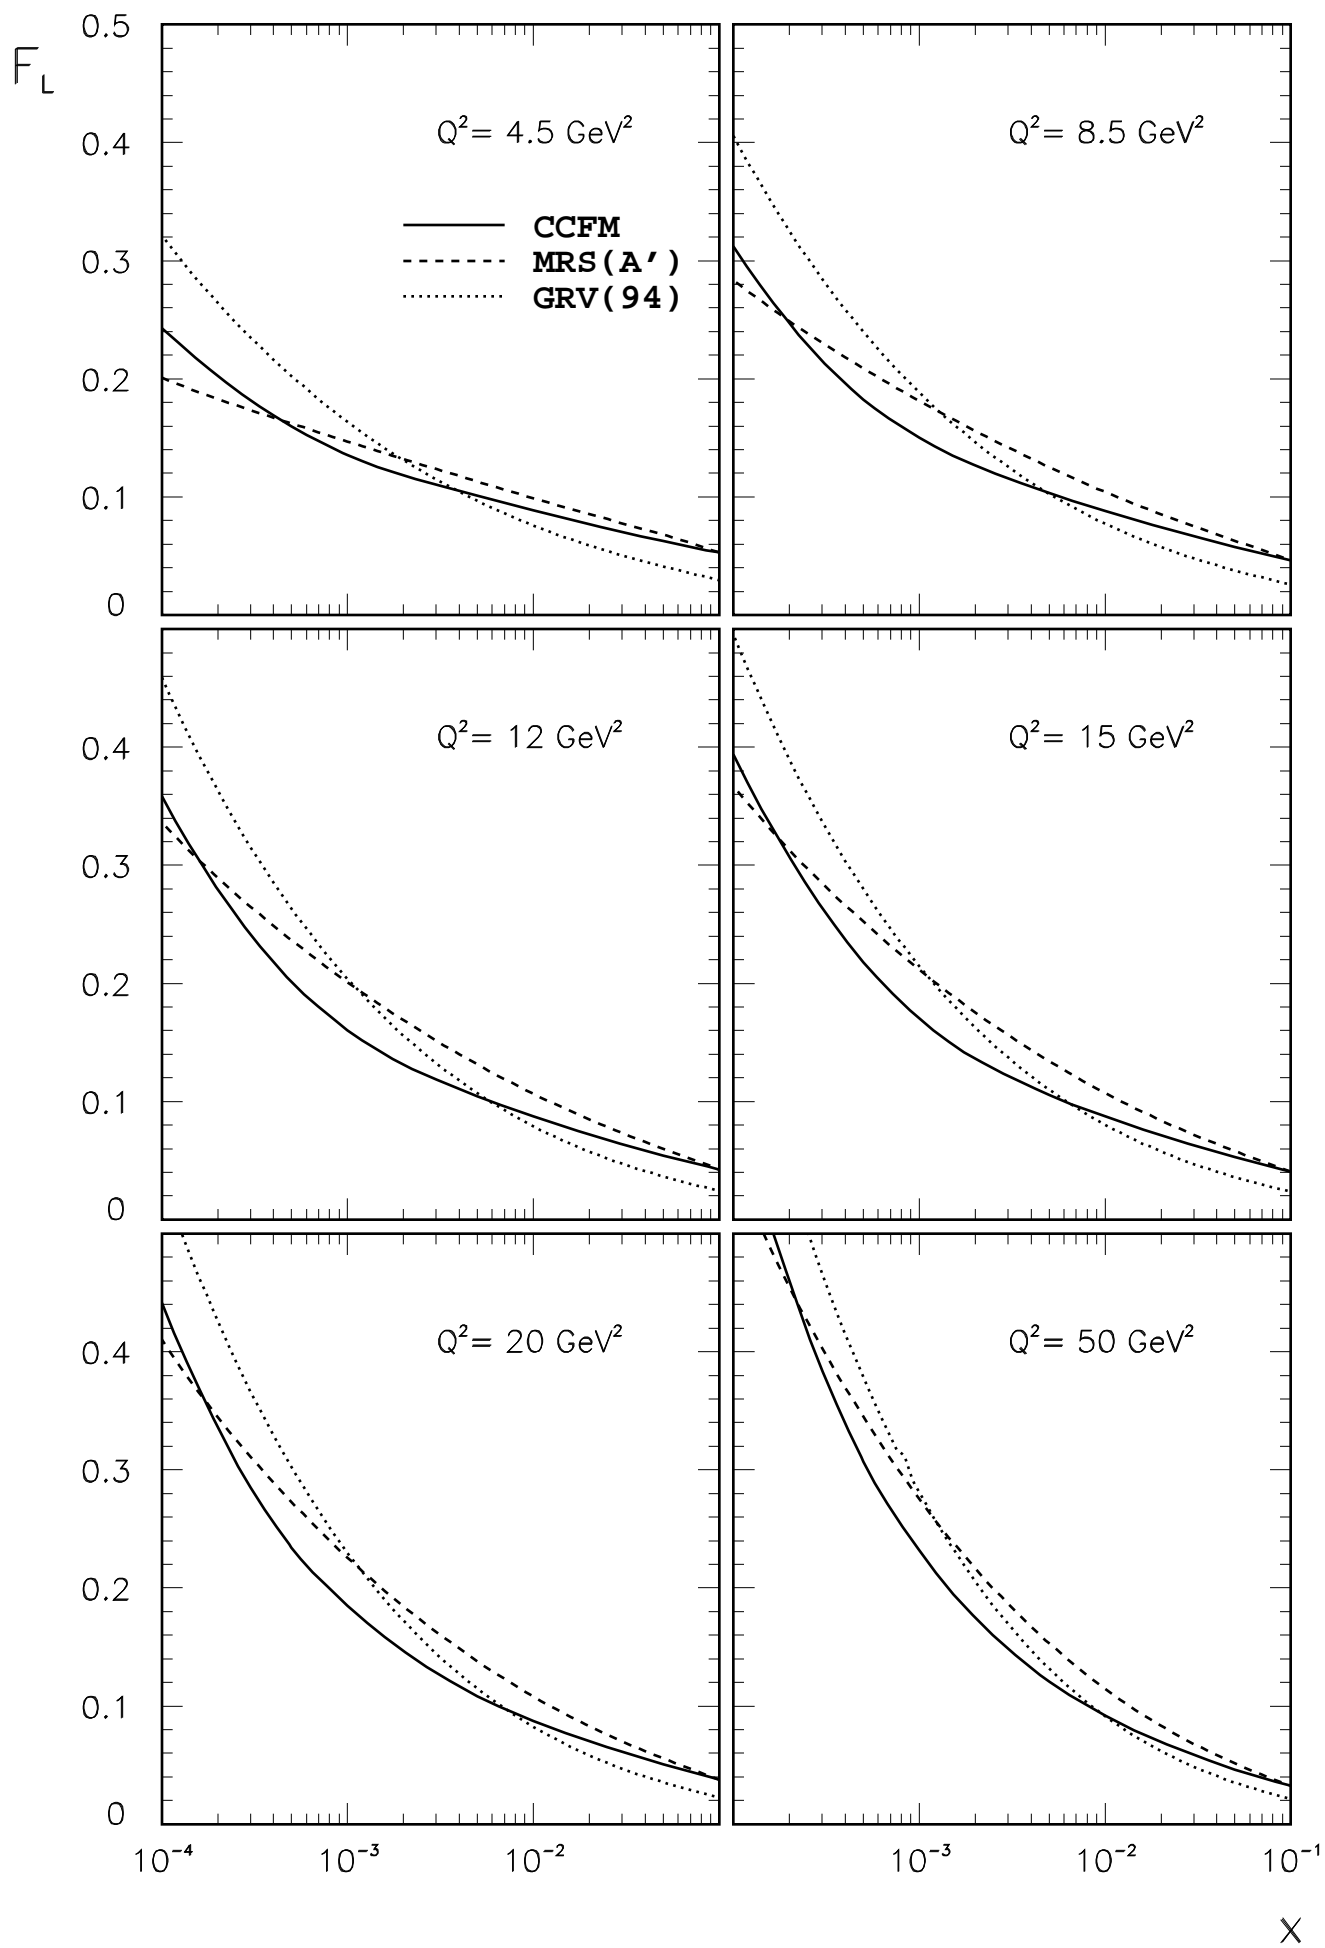 F_L
0.5
0.4
0.3
0.2
0.1
0
Q²= 4.5 GeV²
CCFM
MRS(A′)
GRV(94)
Q²= 8.5 GeV²
0.4
0.3
0.2
0.1
0
Q²= 12 GeV²
Q²= 15 GeV²
0.4
0.3
0.2
0.1
0
Q²= 20 GeV²
Q²= 50 GeV²
10⁻⁴ 10⁻³ 10⁻² 10⁻³ 10⁻² 10⁻¹
x